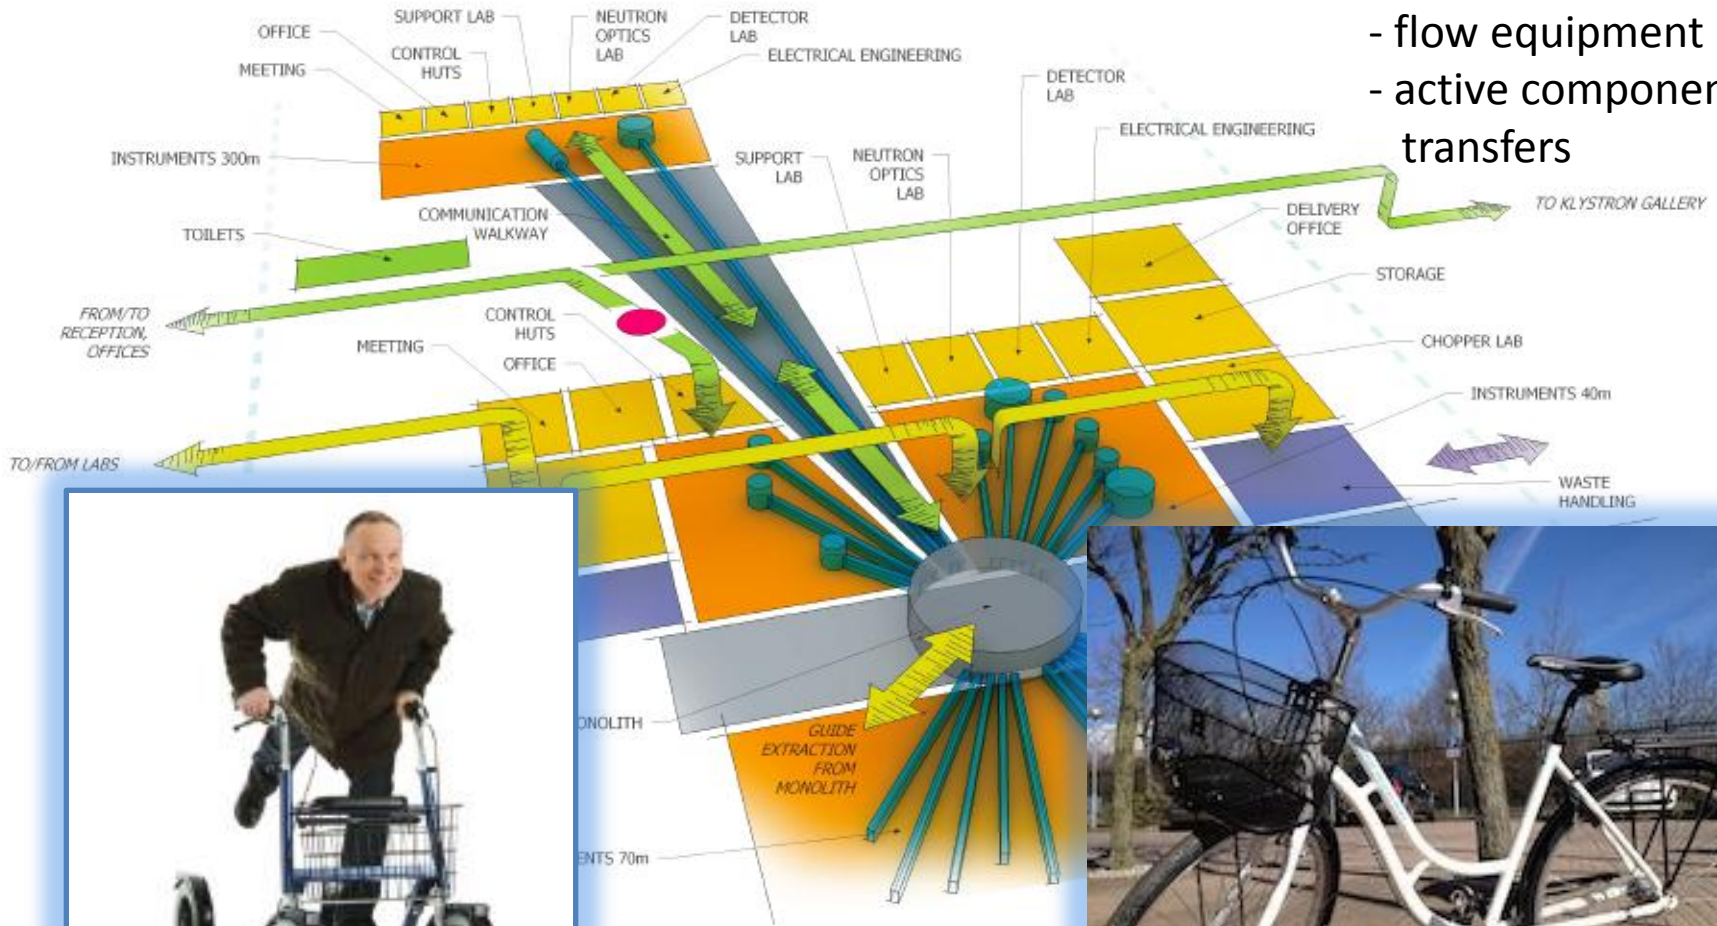 - flow equipment
- active
transfers
SUPPORT LAB
OFFICE
CONTROL
HUTS
MEETING
NEUTRON
OPTICS
LAB
DETECTOR
LAB
ELECTRICAL ENGINEERING
DETECTOR
LAB
ELECTRICAL ENGINEERING
INSTRUMENTS 300m
SUPPORT
LAB
NEUTRON
OPTICS
LAB
COMMUNICATION
WALKWAY
TO KLYSTRON GALLERY
DELIVERY
OFFICE
TOILETS
STORAGE
FROM/TO
RECEPTION,
OFFICES
CONTROL
HUTS
MEETING
OFFICE
CHOPPER LAB
INSTRUMENTS 40m
TO/FROM LABS
WASTE
HANDLING
GUIDE
EXTRACTION
FROM
MONOLITH
70m